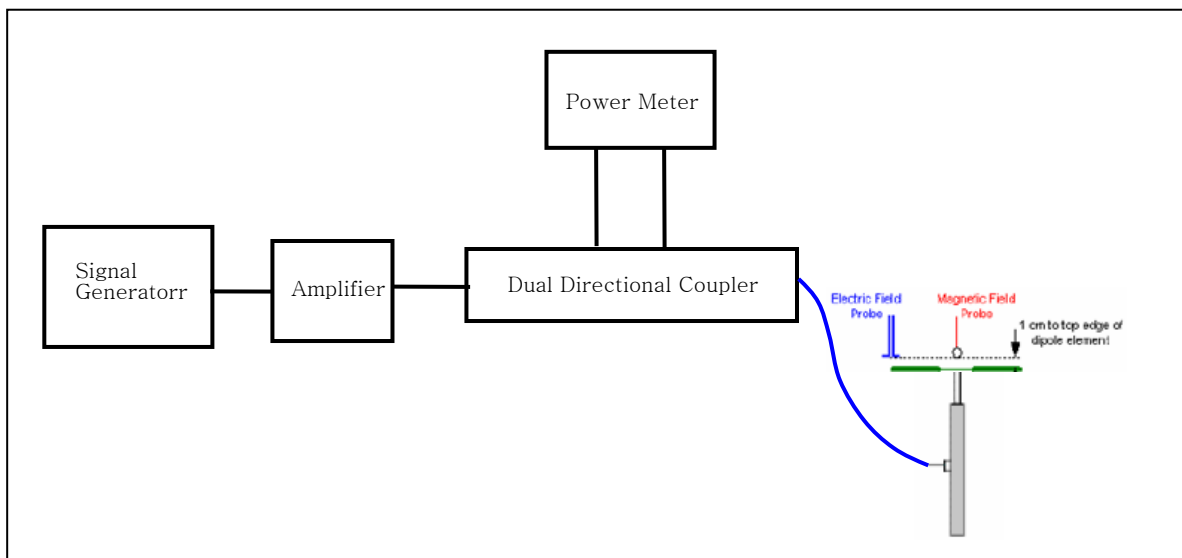 Power Meter
Signal
Generatorr
Amplifier
Dual Directional Coupler
Electric Field
Probe
Magnetic Field
Probe
1 cm to top edge of
dipole element